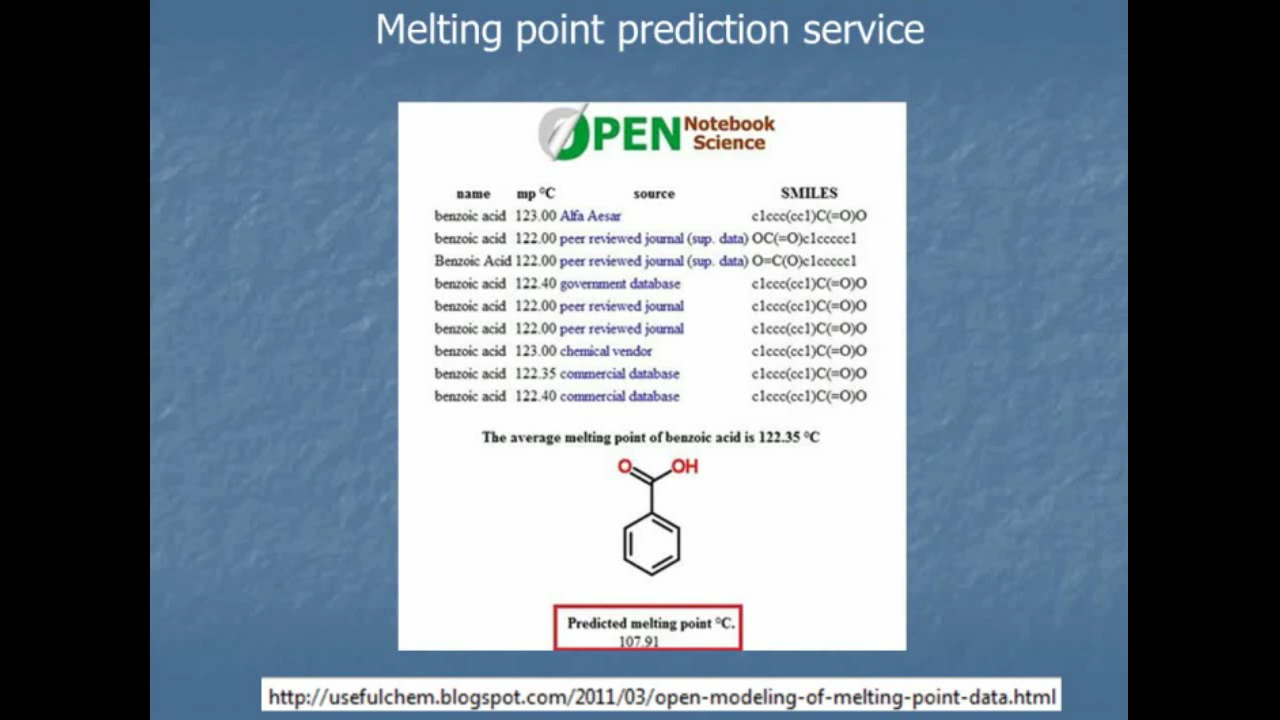 Melting point prediction service
OPEN Notebook Science
name mp °C source SMILES
benzoic acid 123.00 Alfa Aesar c1ccc(cc1)C(=O)O
benzoic acid 122.00 peer reviewed journal (sup. data) OC(=O)c1ccccc1
Benzoic Acid 122.00 peer reviewed journal (sup. data) O=C(O)c1ccccc1
benzoic acid 122.40 government database c1ccc(cc1)C(=O)O
benzoic acid 122.00 peer reviewed journal c1ccc(cc1)C(=O)O
benzoic acid 122.00 peer reviewed journal c1ccc(cc1)C(=O)O
benzoic acid 123.00 chemical vendor c1ccc(cc1)C(=O)O
benzoic acid 122.35 commercial database c1ccc(cc1)C(=O)O
benzoic acid 122.40 commercial database c1ccc(cc1)C(=O)O
The average melting point of benzoic acid is 122.35 °C
O OH
Predicted melting point °C.
107.91
http://usefulchem.blogspot.com/2011/03/open-modeling-of-melting-point-data.html